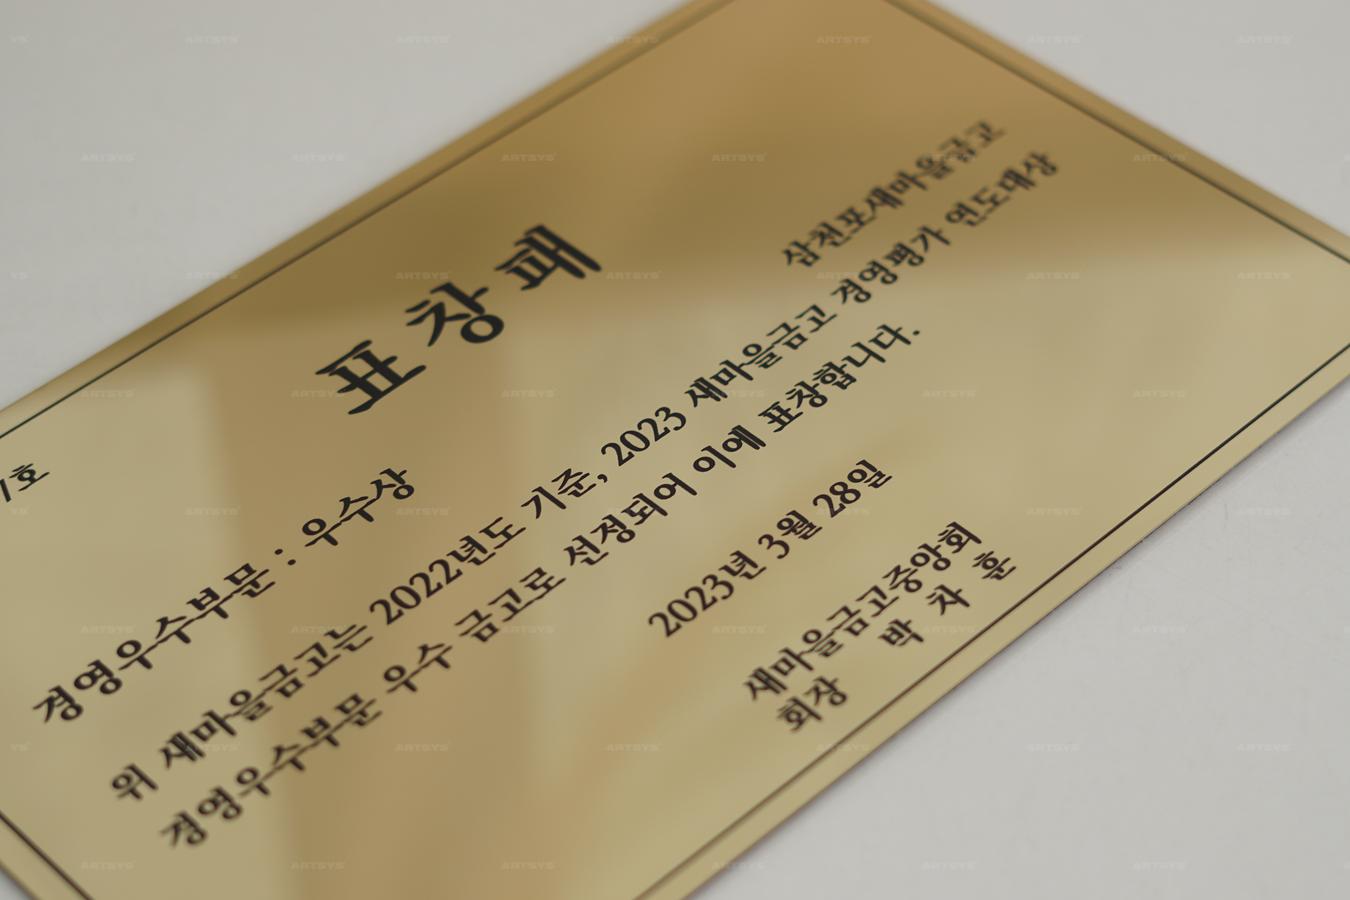 호
표창패
경영우수부문 : 우수상
삼천포새마을금고
위 새마을금고는 2022년도 기준, 2023 새마을금고 경영평가 연도대상
경영우수부문 우수 금고로 선정되어 이에 표창합니다.
2023년 3월 28일
새마을금고중앙회
회장 박 차 훈
ARTSYS